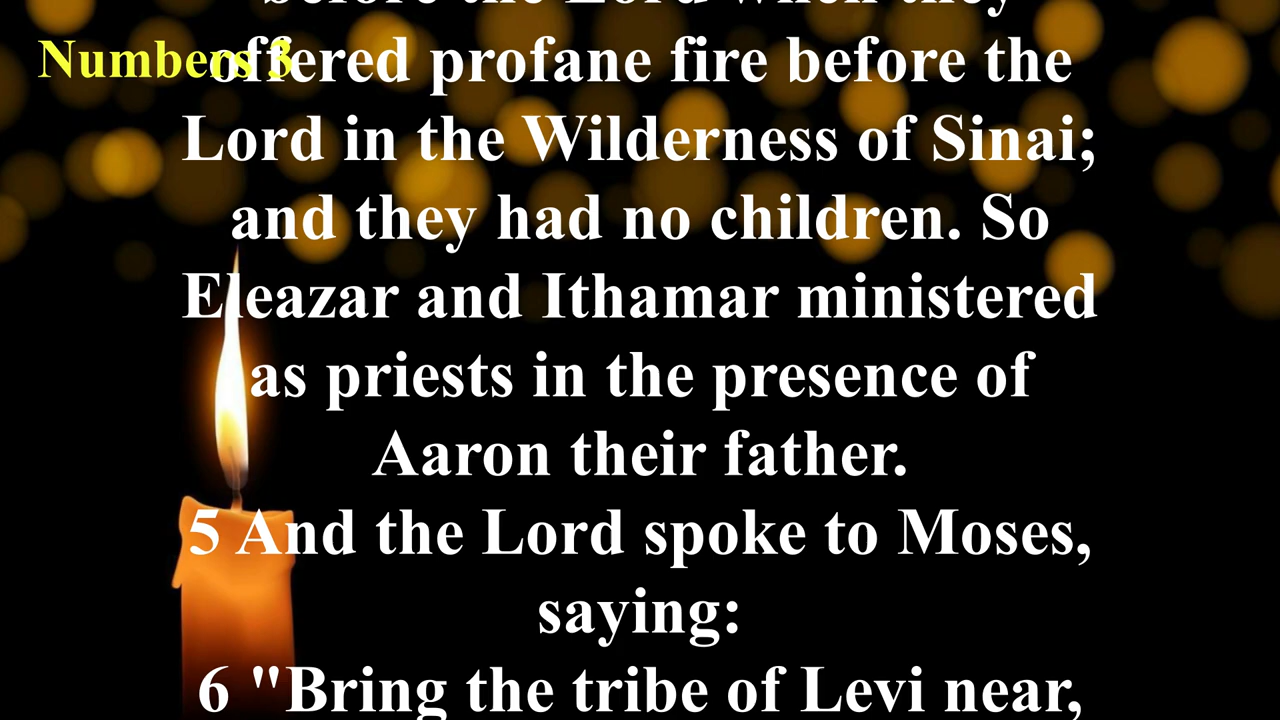 before the Lord when they
Numbers 3
offered profane fire before the
Lord in the Wilderness of Sinai;
and they had no children. So
Eleazar and Ithamar ministered
as priests in the presence of
Aaron their father.
5 And the Lord spoke to Moses,
saying:
6 "Bring the tribe of Levi near,